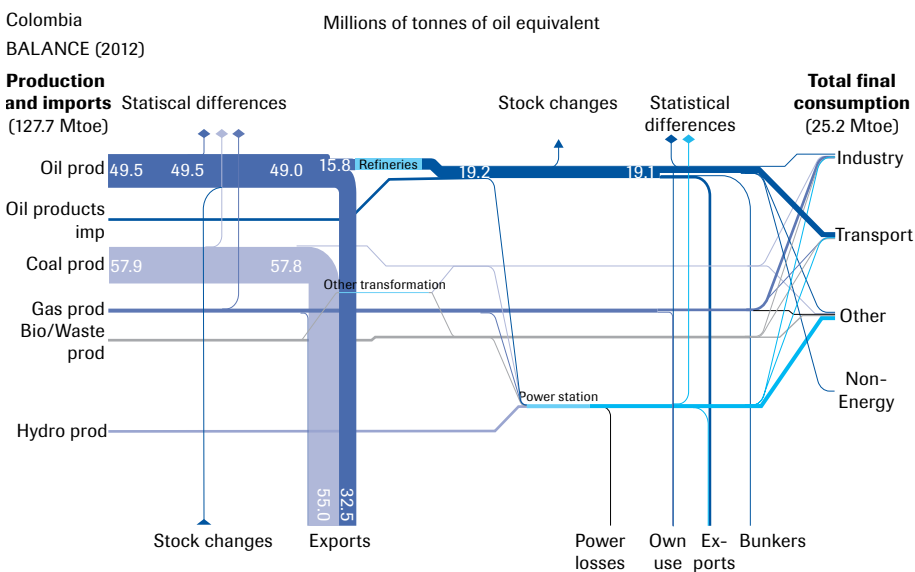 Colombia
BALANCE (2012)
Millions of tonnes of oil equivalent
Production
and imports
(127.7 Mtoe)
Statiscal differences
Stock changes
Statistical
differences
Total final
consumption
(25.2 Mtoe)
Oil prod
49.5
49.5
49.0
15.8
Refineries
19.2
19.1
Industry
Oil products
imp
Transport
Coal prod
57.9
57.8
Other transformation
Gas prod
Other
Bio/Waste
prod
Non-
Energy
Power station
Hydro prod
55.0
32.5
Stock changes
Exports
Power
losses
Own
use
Ex-
ports
Bunkers